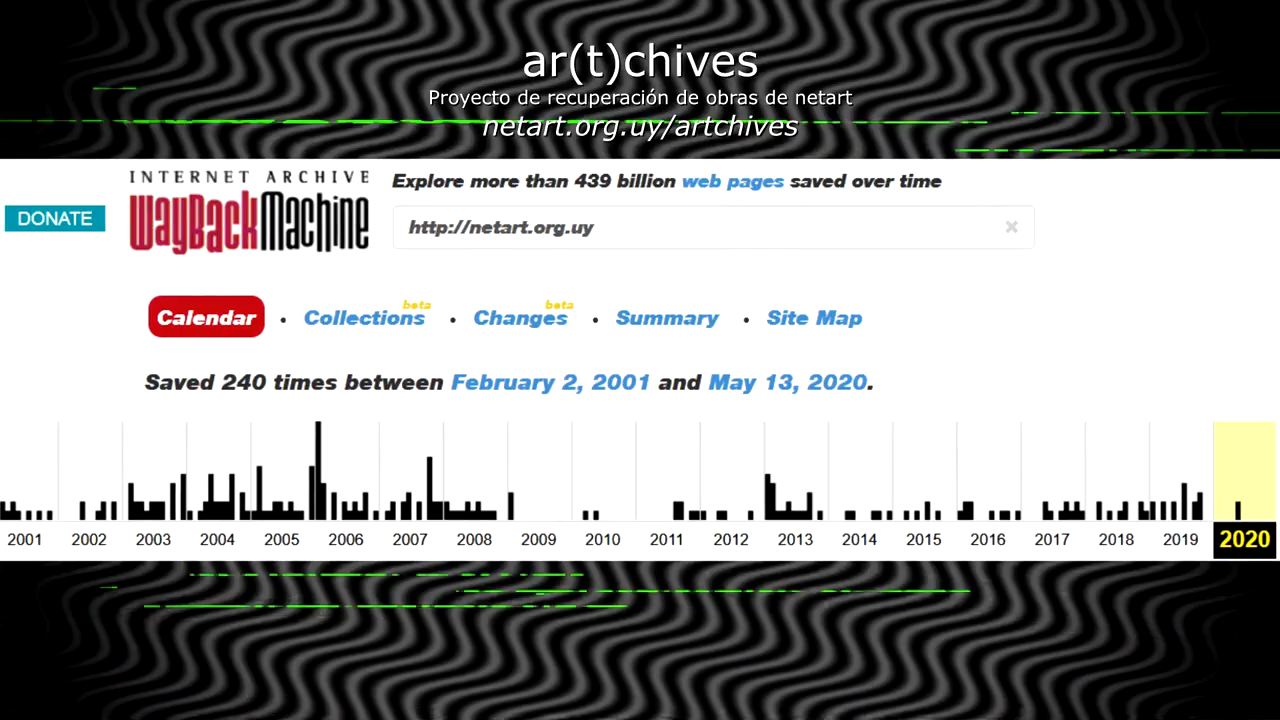 ar(t)chives
Proyecto de recuperación de obras de netart
netart.org.uy/artchives
INTERNET ARCHIVE
WayBackMachine
DONATE
Explore more than 439 billion web pages saved over time
http://netart.org.uy ×
Calendar • Collections beta • Changes beta • Summary • Site Map
Saved 240 times between February 2, 2001 and May 13, 2020.
2001 2002 2003 2004 2005 2006 2007 2008 2009 2010 2011 2012 2013 2014 2015 2016 2017 2018 2019 2020